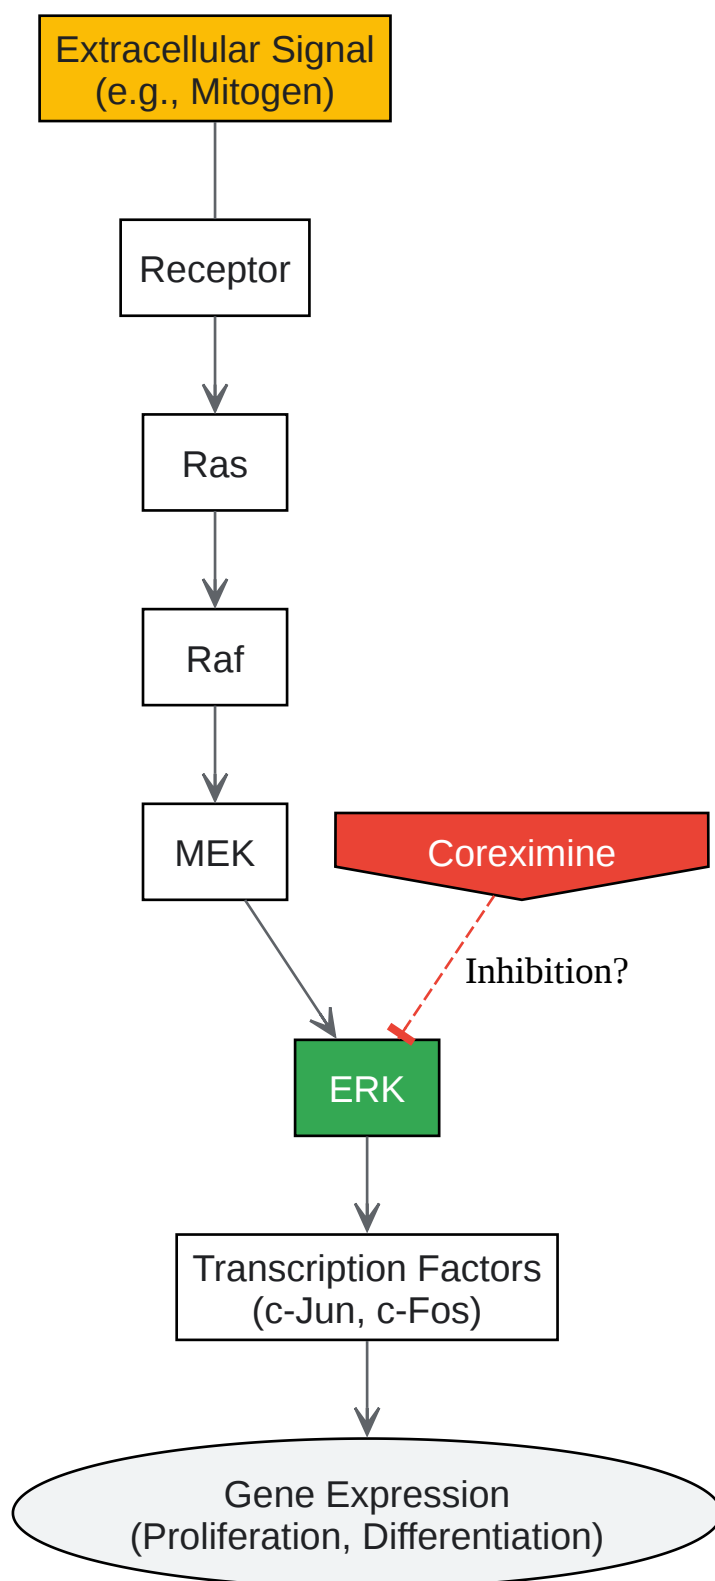 Extracellular Signal
(e.g., Mitogen)
Receptor
Ras
Raf
MEK
Coreximine
Inhibition?
ERK
Transcription Factors
(c-Jun, c-Fos)
Gene Expression
(Proliferation, Differentiation)